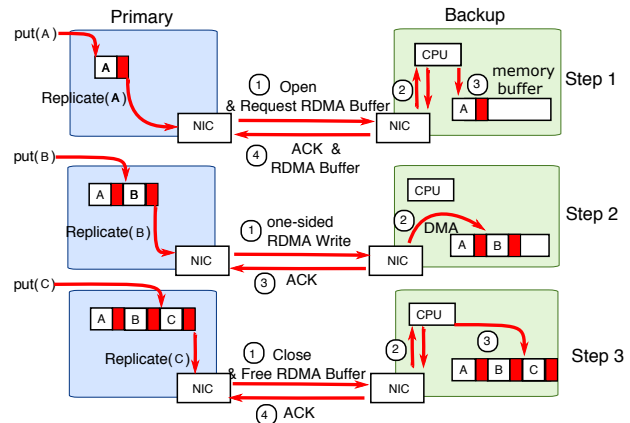 Primary
Backup
put(A)
A
Replicate(A)
NIC
1 Open
& Request RDMA Buffer
4 ACK &
RDMA Buffer
NIC
CPU
2
3 memory
buffer
A
Step 1
put(B)
A B
Replicate(B)
NIC
1 one-sided
RDMA Write
3 ACK
NIC
CPU
2 DMA
A B
Step 2
put(C)
A B C
Replicate(C)
NIC
1 Close
& Free RDMA Buffer
4 ACK
NIC
CPU
2
3
A B C
Step 3